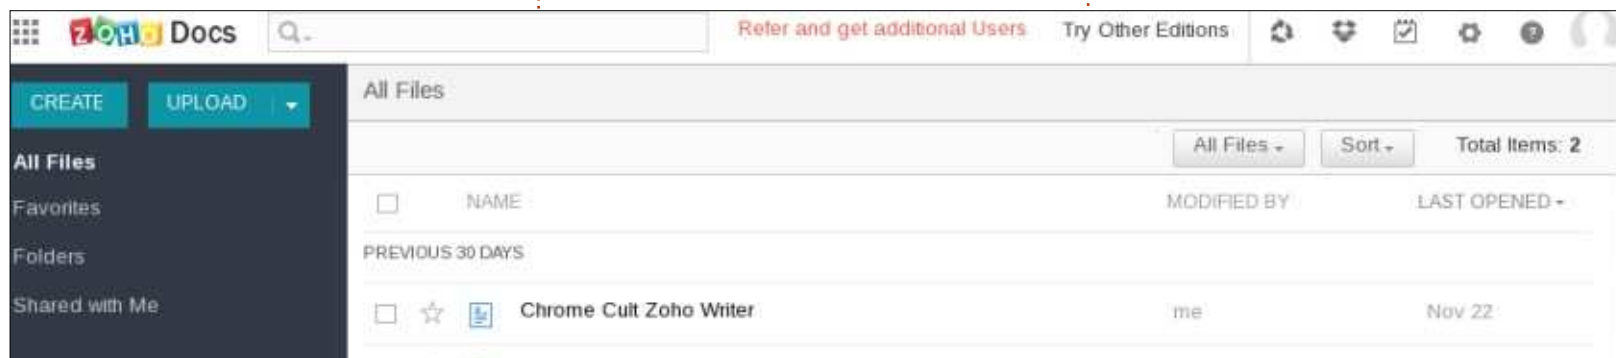 ZOHO Docs
Refer and get additional Users
Try Other Editions
CREATE
UPLOAD
All Files
All Files
Sort
Total Items: 2
All Files
Favorites
Folders
Shared with Me
NAME
MODIFIED BY
LAST OPENED
PREVIOUS 30 DAYS
Chrome Cult Zoho Writer
me
Nov 22